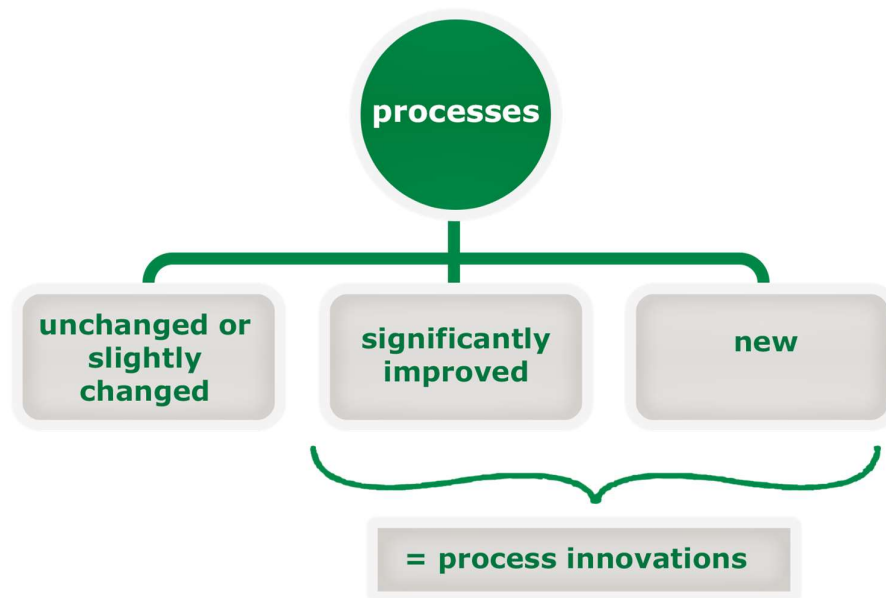 processes
unchanged or
slightly
changed
significantly
improved
new
= process innovations